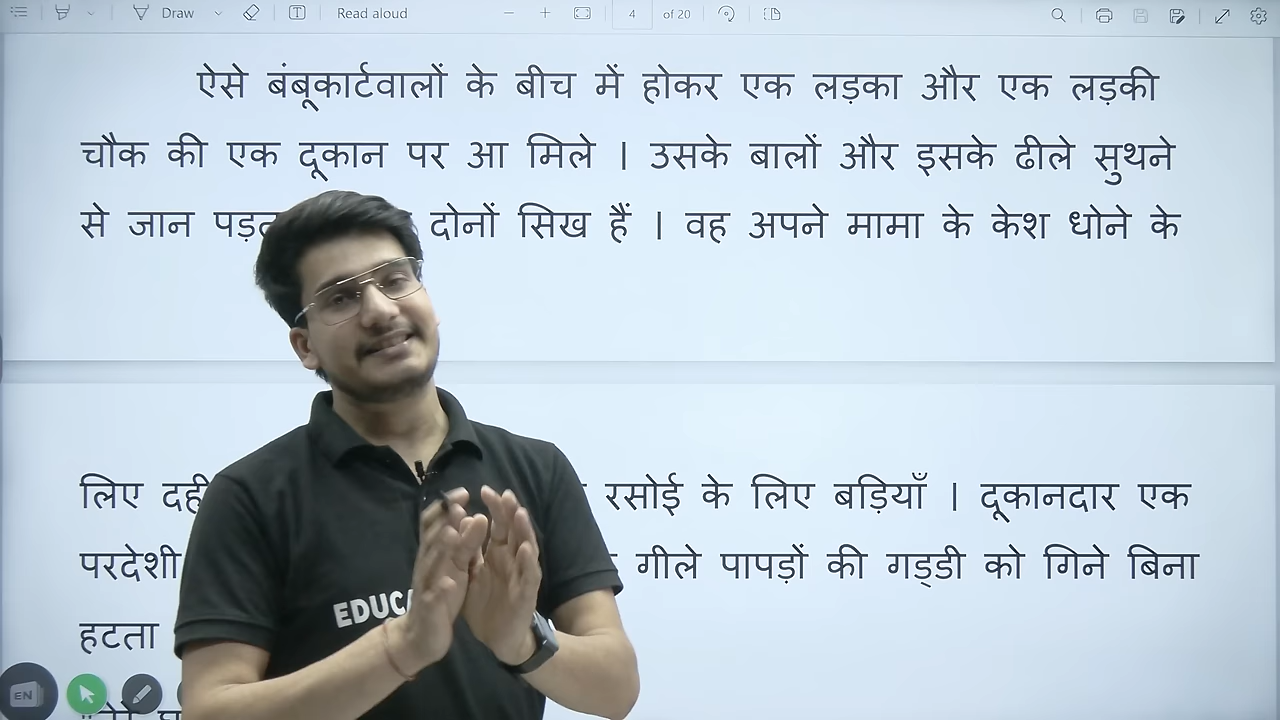 Draw
Read aloud
4 of 20
ऐसे बंबूकार्टवालों के बीच में होकर एक लड़का और एक लड़की
चौक की एक दूकान पर आ मिले । उसके बालों और इसके ढीले सुथने
से जान दोनों सिख हैं । वह अपने मामा के केश धोने के
लिए दही रसोई के लिए बड़ियाँ । दूकानदार एक
परदेशी गीले पापड़ों की गड्डी को गिने बिना
हटता
EDUCA
EN